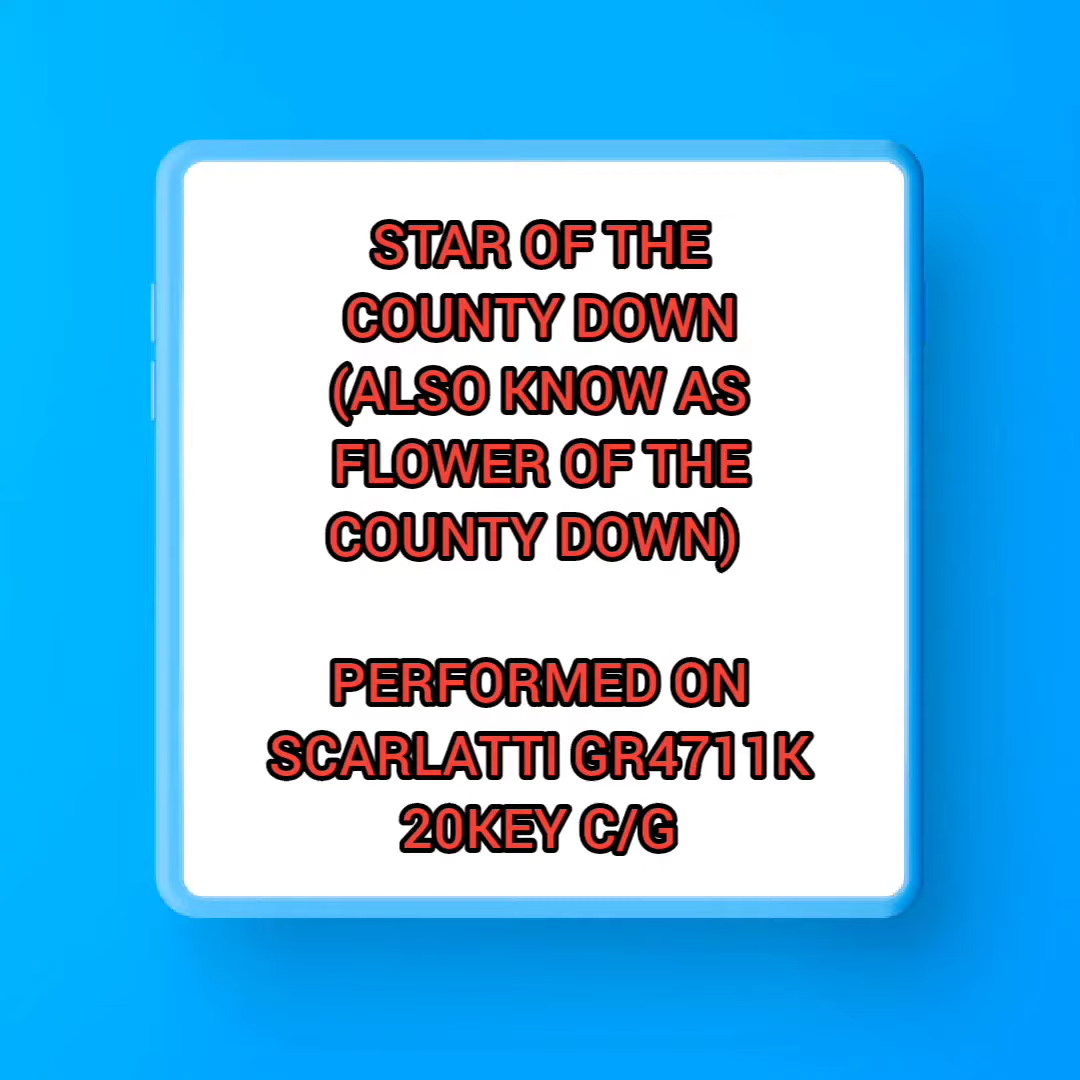 STAR OF THE
COUNTY DOWN
(ALSO KNOW AS
FLOWER OF THE
COUNTY DOWN)
PERFORMED ON
SCARLATTI GR4711K
20KEY C/G